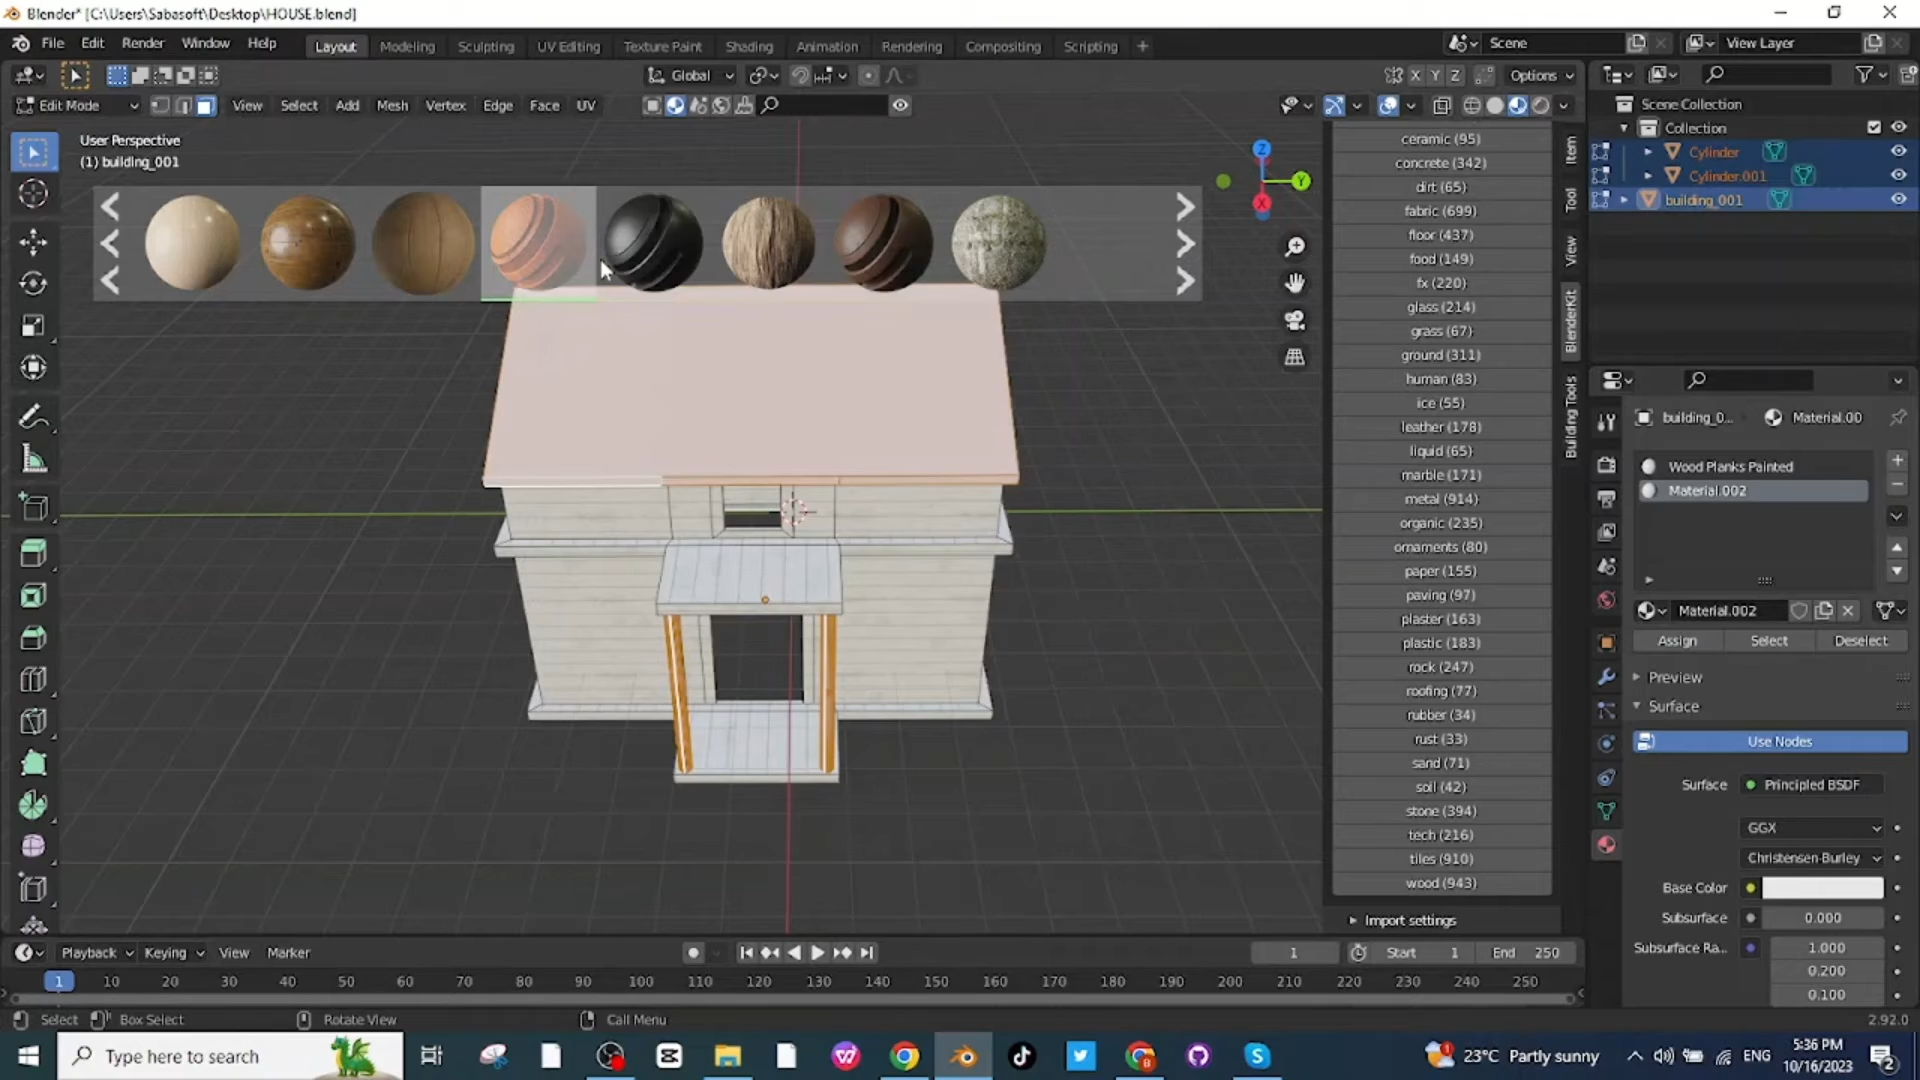 Blender* [C:\Users\Sabasoft\Desktop\HOUSE.blend]
File Edit Render Window Help Layout Modeling Sculpting UV Editing Texture Paint Shading Animation Rendering Compositing Scripting + Scene View Layer
Global X Y Z Options
Edit Mode View Select Add Mesh Vertex Edge Face UV
User Perspective
(1) building_001
Z
Y
X
ceramic (95)
concrete (342)
dirt (65)
fabric (699)
floor (437)
food (149)
fx (220)
glass (214)
grass (67)
ground (311)
human (83)
ice (55)
leather (178)
liquid (65)
marble (171)
metal (914)
organic (235)
ornaments (80)
paper (155)
paving (97)
plaster (163)
plastic (183)
rock (247)
roofing (77)
rubber (34)
rust (33)
sand (71)
soil (42)
stone (394)
tech (216)
tiles (910)
wood (943)
Import settings
Item
Tool
View
BlenderKit
Building Tools
Scene Collection
Collection
Cylinder
Cylinder.001
building_001
building_0... Material.00
Wood Planks Painted
Material.002
Material.002
Assign Select Deselect
Preview
Surface
Use Nodes
Surface Principled BSDF
GGX
Christensen-Burley
Base Color
Subsurface 0.000
Subsurface Ra... 1.000
0.200
0.100
Playback Keying View Marker 1 Start 1 End 250
1 10 20 30 40 50 60 70 80 90 100 110 120 130 140 150 160 170 180 190 200 210 220 230 240 250
Select Box Select Rotate View Call Menu 2.92.0
Type here to search 23°C Partly sunny ENG 5:36 PM
10/16/2023 2